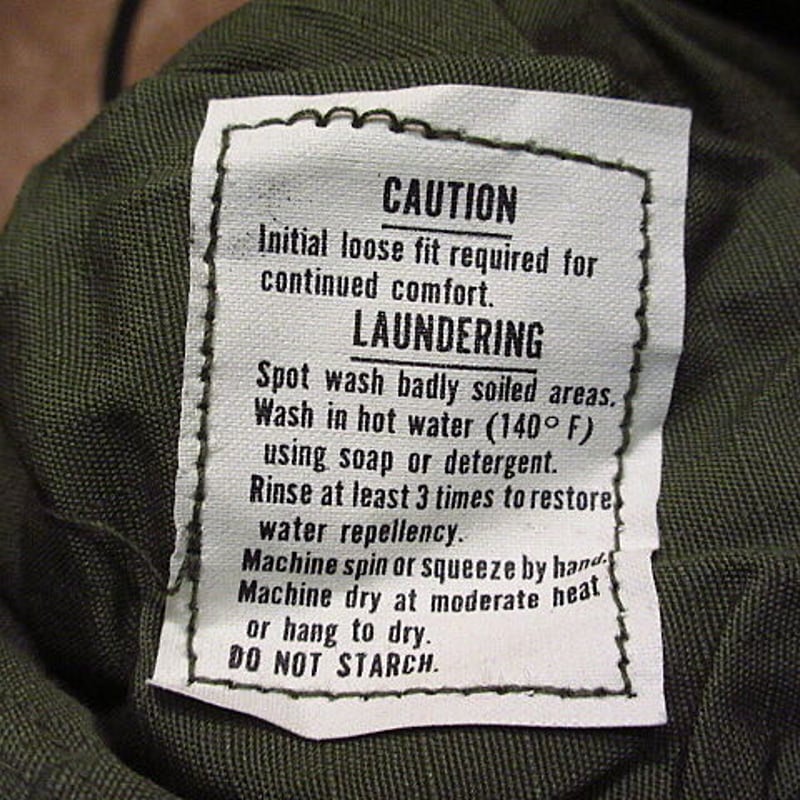 CAUTION
Initial loose fit required for
continued comfort.
LAUNDERING
Spot wash badly soiled areas.
Wash in hot water (140° F)
using soap or detergent.
Rinse at least 3 times to restore
water repellency.
Machine spin or squeeze by hand.
Machine dry at moderate heat
or hang to dry.
DO NOT STARCH.